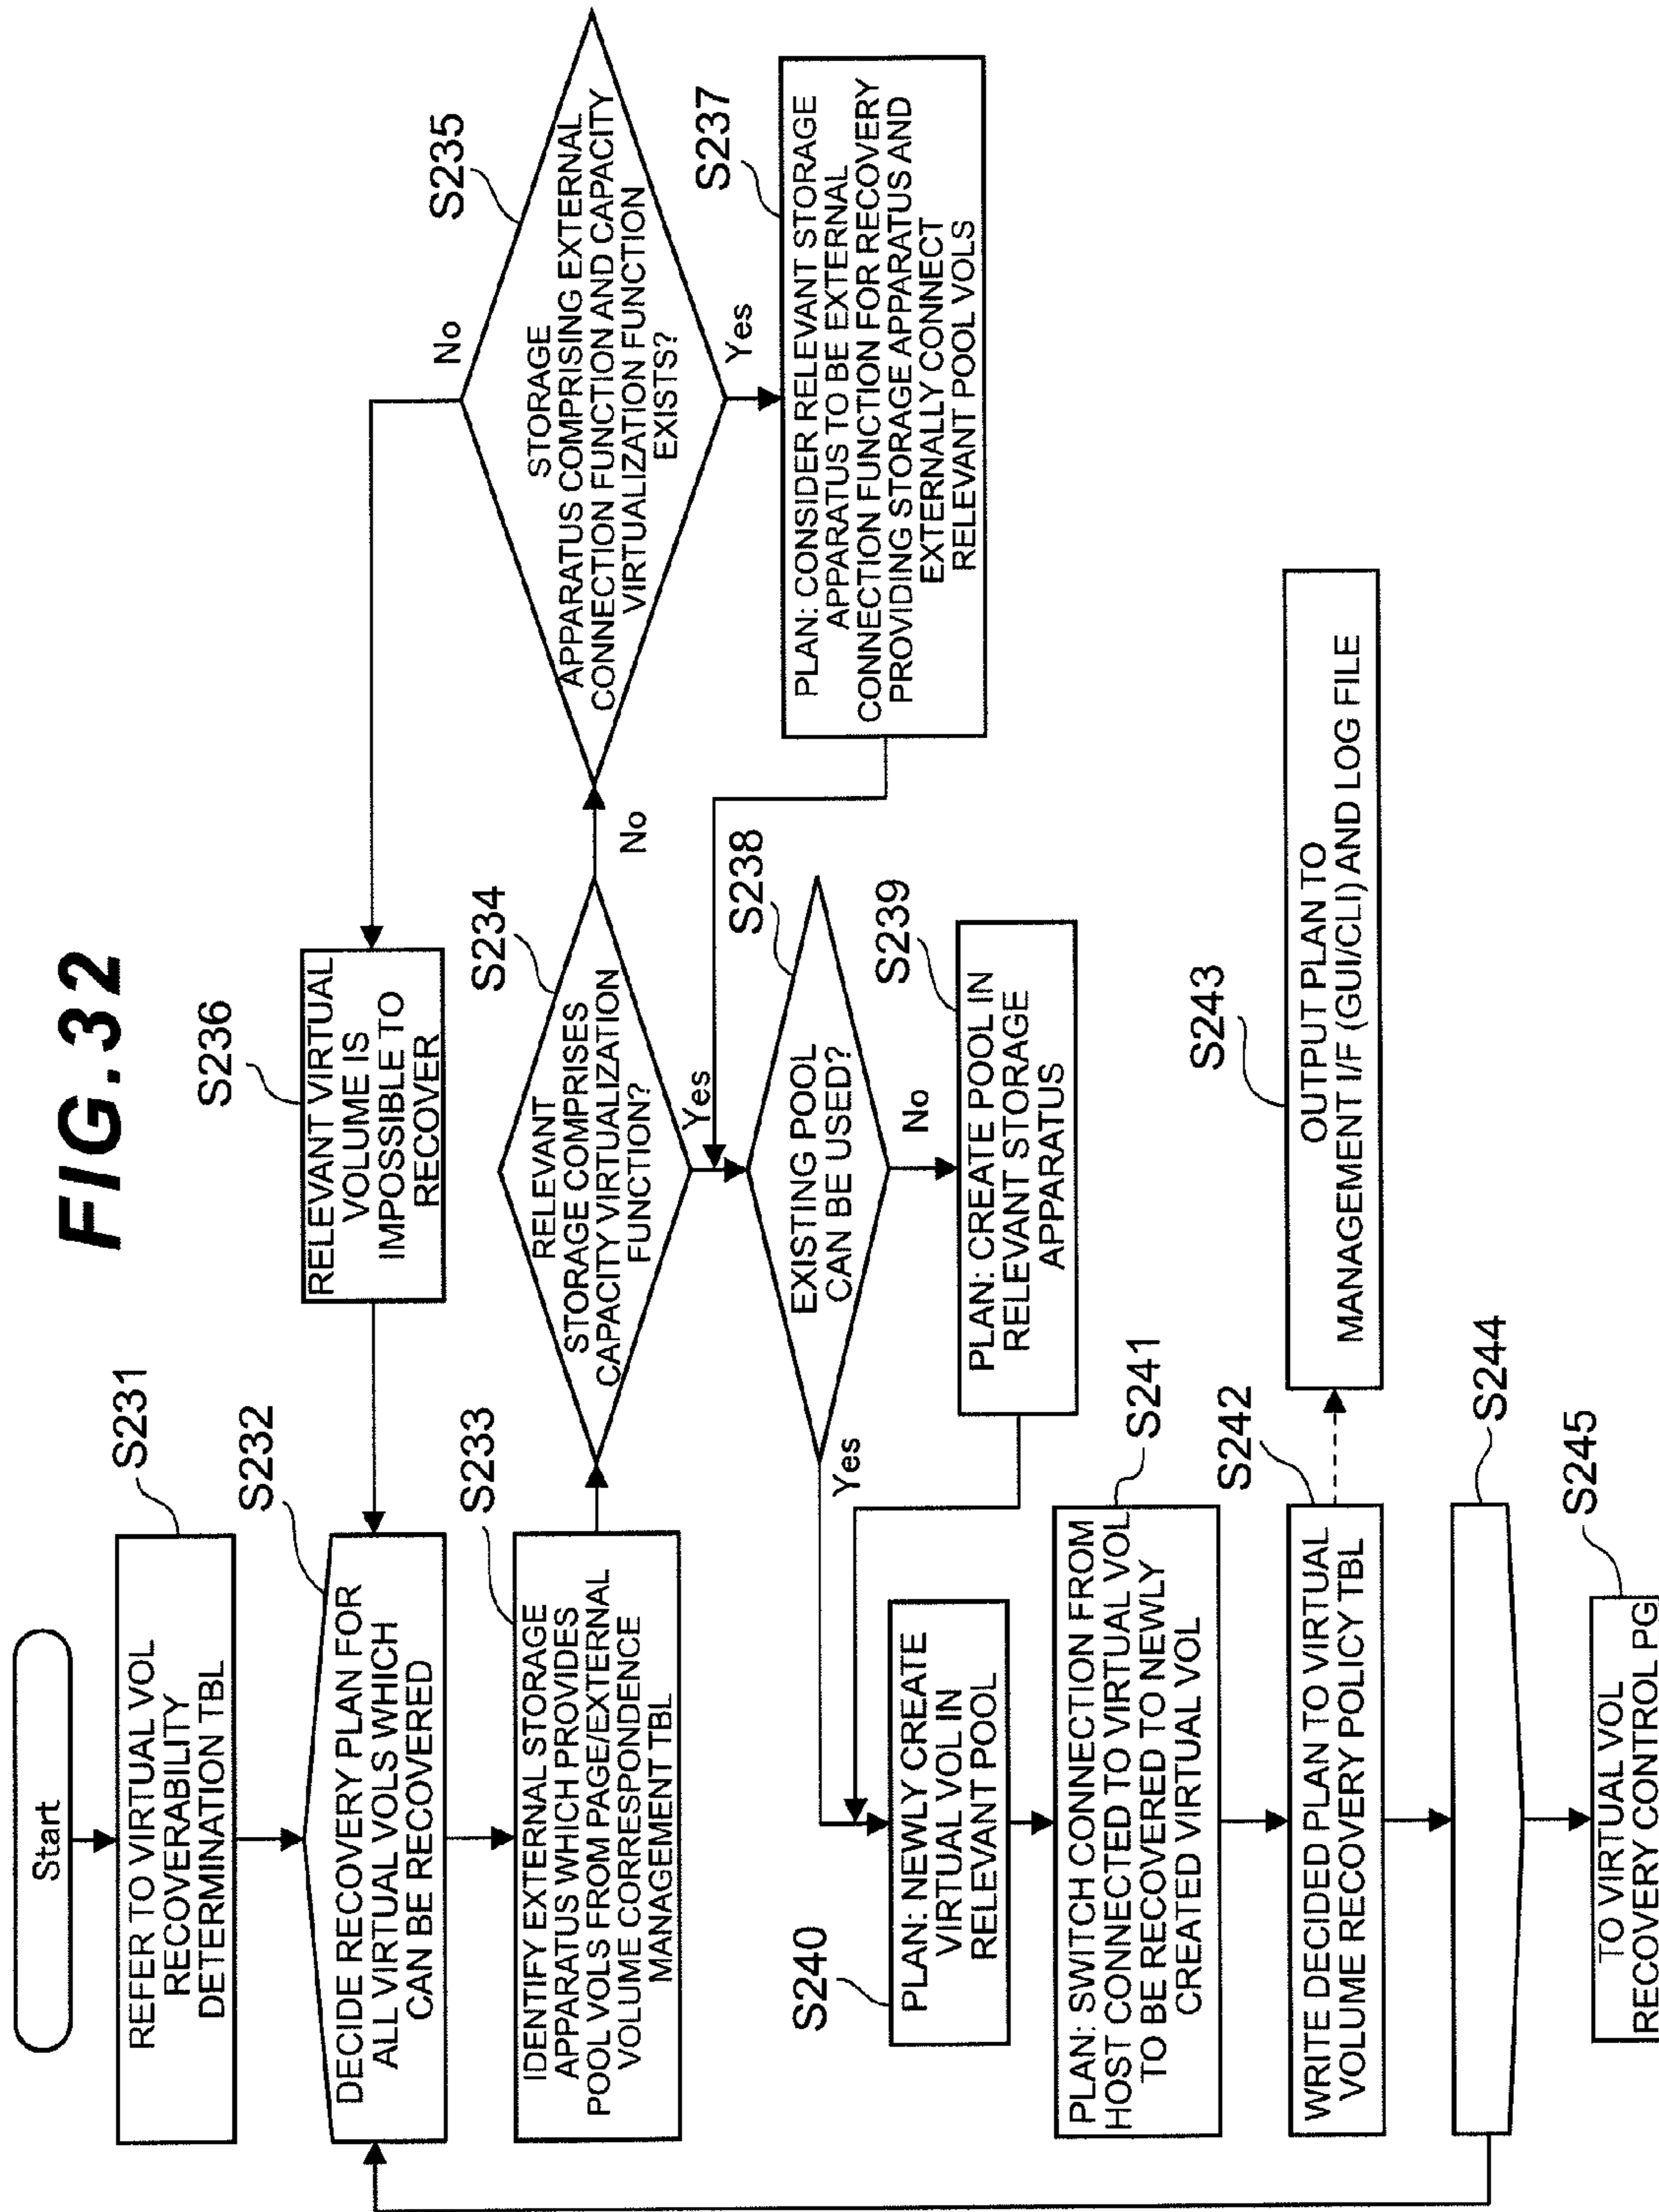 FIG.32
Start
S231
REFER TO VIRTUAL VOL
RECOVERABILITY
DETERMINATION TBL
S232
DECIDE RECOVERY PLAN FOR
ALL VIRTUAL VOLS WHICH
CAN BE RECOVERED
S233
IDENTIFY EXTERNAL STORAGE
APPARATUS WHICH PROVIDES
POOL VOLS FROM PAGE/EXTERNAL
VOLUME CORRESPONDENCE
MANAGEMENT TBL
S234
RELEVANT
STORAGE COMPRISES
CAPACITY VIRTUALIZATION
FUNCTION?
No
Yes
S235
STORAGE
APPARATUS COMPRISING EXTERNAL
CONNECTION FUNCTION AND CAPACITY
VIRTUALIZATION FUNCTION
EXISTS?
No
Yes
S236
RELEVANT VIRTUAL
VOLUME IS
IMPOSSIBLE TO
RECOVER
S237
PLAN: CONSIDER RELEVANT STORAGE
APPARATUS TO BE EXTERNAL
CONNECTION FUNCTION FOR RECOVERY
PROVIDING STORAGE APPARATUS AND
EXTERNALLY CONNECT
RELEVANT POOL VOLS
S238
EXISTING POOL
CAN BE USED?
Yes
No
S239
PLAN: CREATE POOL IN
RELEVANT STORAGE
APPARATUS
S240
PLAN: NEWLY CREATE
VIRTUAL VOL IN
RELEVANT POOL
S241
PLAN: SWITCH CONNECTION FROM
HOST CONNECTED TO VIRTUAL VOL
TO BE RECOVERED TO NEWLY
CREATED VIRTUAL VOL
S242
WRITE DECIDED PLAN TO VIRTUAL
VOLUME RECOVERY POLICY TBL
S243
OUTPUT PLAN TO
MANAGEMENT I/F (GUI/CLI) AND LOG FILE
S244
S245
TO VIRTUAL VOL
RECOVERY CONTROL PG